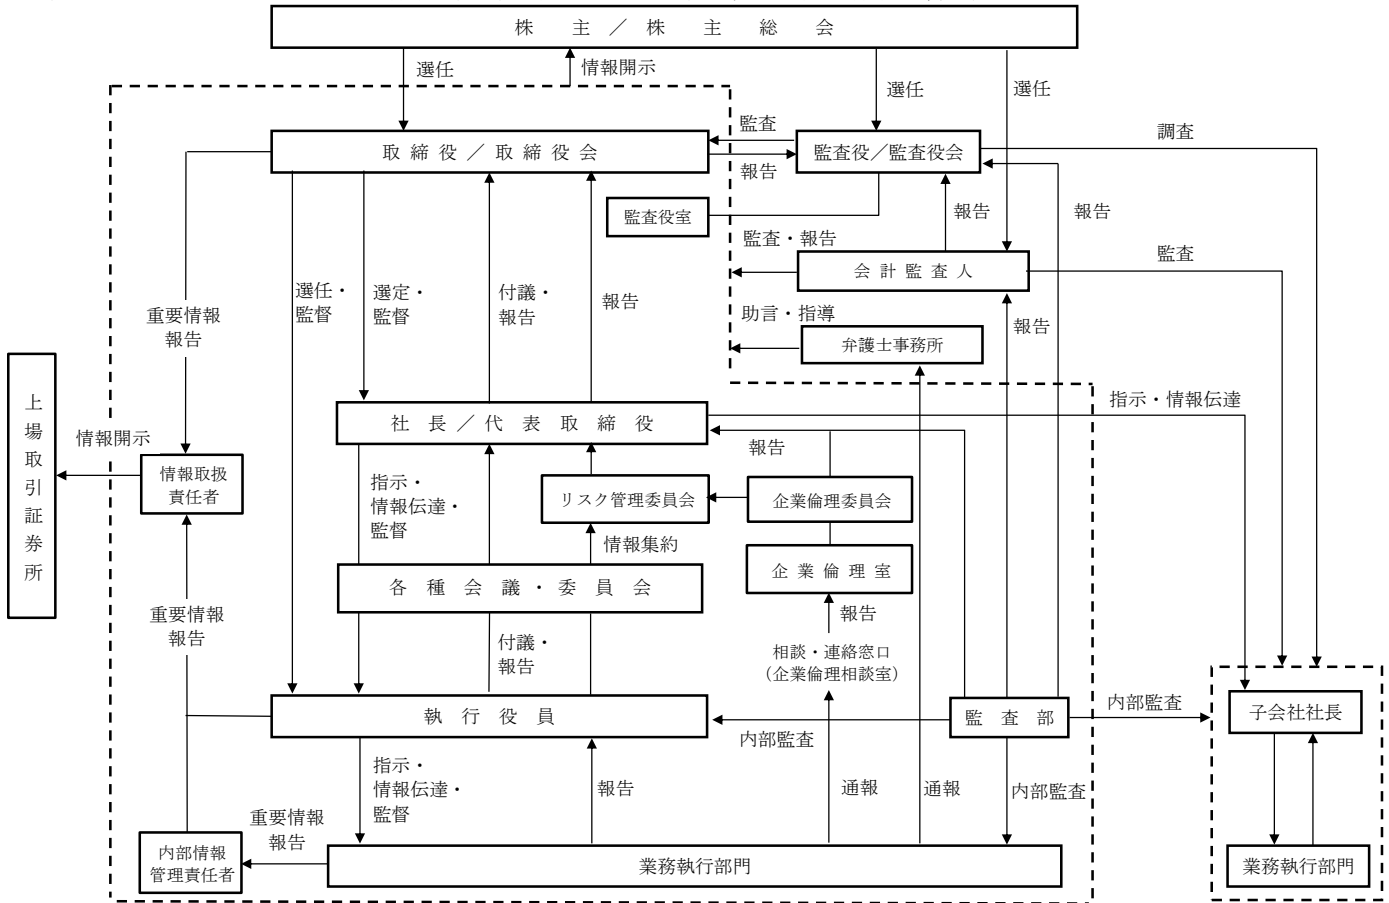 株主／株主総会
選任
情報開示
選任
選任
取締役／取締役会
監査
報告
監査役／監査役会
調査
監査役室
報告
報告
監査・報告
会計監査人
監査
重要情報
報告
選任・
監督
選定・
監督
付議・
報告
報告
助言・指導
弁護士事務所
報告
上場取引証券所
情報開示
情報取扱
責任者
社長／代表取締役
指示・情報伝達
報告
指示・
情報伝達・
監督
リスク管理委員会
企業倫理委員会
情報集約
企業倫理室
各種会議・委員会
報告
重要情報
報告
付議・
報告
相談・連絡窓口
（企業倫理相談室）
執行役員
内部監査
監査部
内部監査
子会社社長
指示・
情報伝達・
監督
報告
通報
通報
内部監査
重要情報
報告
内部情報
管理責任者
業務執行部門
業務執行部門